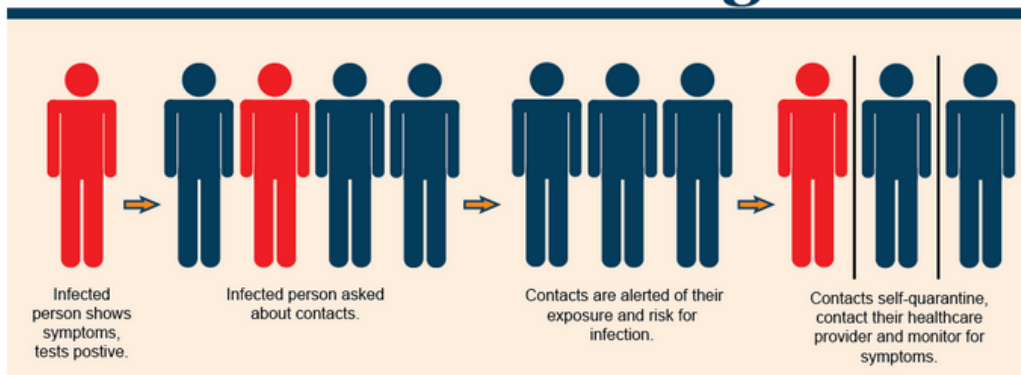 Infected
person shows
symptoms,
tests postive.
Infected person asked
about contacts.
Contacts are alerted of their
exposure and risk for
infection.
Contacts self-quarantine,
contact their healthcare
provider and monitor for
symptoms.